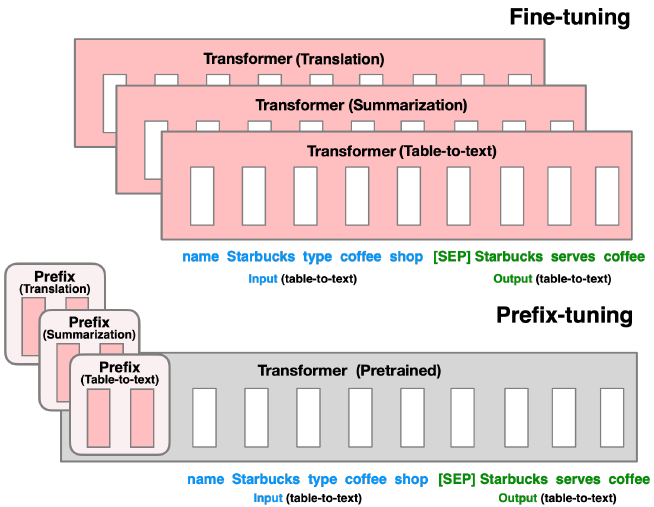 Fine-tuning
Transformer (Translation)
Transformer (Summarization)
Transformer (Table-to-text)
name Starbucks type coffee shop [SEP] Starbucks serves coffee
Input (table-to-text) Output (table-to-text)
Prefix-tuning
Prefix
(Translation)
Prefix
(Summarization)
Prefix
(Table-to-text)
Transformer (Pretrained)
name Starbucks type coffee shop [SEP] Starbucks serves coffee
Input (table-to-text) Output (table-to-text)